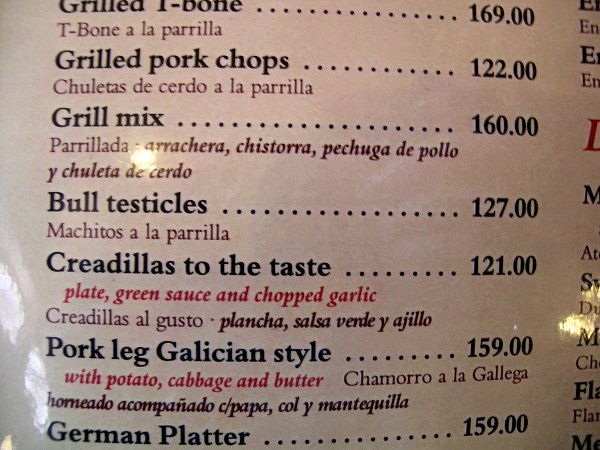 Grilled T-Bone . . . . . . . . . . . 169.00
T-Bone a la parrilla
Grilled pork chops . . . . . . . . . . . . 122.00
Chuletas de cerdo a la parrilla
Grill mix . . . . . . . . . . . . . . . . . . . . . . 160.00
Parrillada · arrachera, chistorra, pechuga de pollo
y chuleta de cerdo
Bull testicles . . . . . . . . . . . . . . . . . . 127.00
Machitos a la parrilla
Creadillas to the taste . . . . . . . . . 121.00
plate, green sauce and chopped garlic
Creadillas al gusto · plancha, salsa verde y ajillo
Pork leg Galician style . . . . . . . . . 159.00
with potato, cabbage and butter Chamorro a la Gallega
horneado acompañado c/papa, col y mantequilla
German Platter . . . . . . . . . . . . . . . 159.00